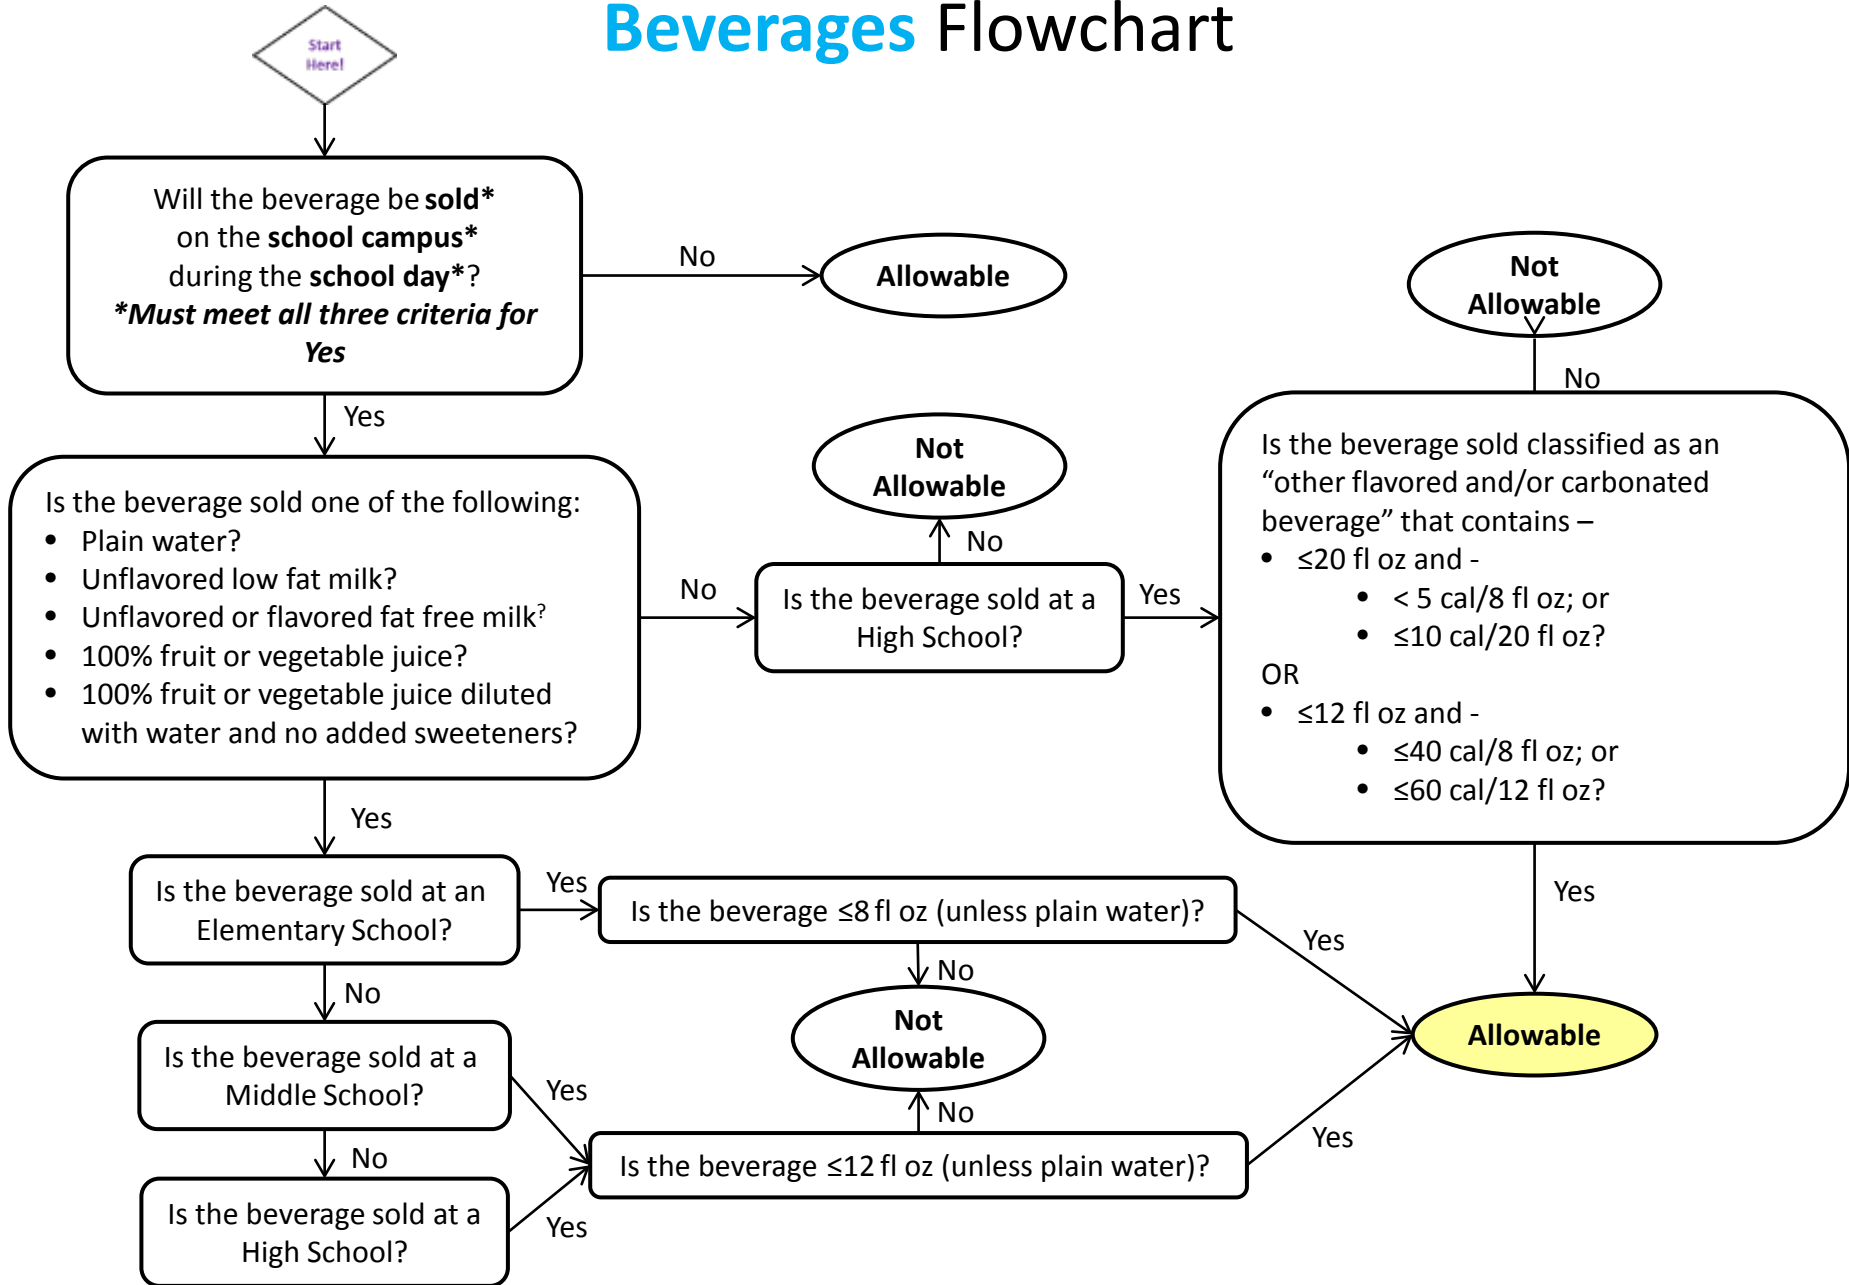 Beverages Flowchart
Start
Here!
Will the beverage be sold*
on the school campus*
during the school day*?
*Must meet all three criteria for
Yes
No
Allowable
Yes
Is the beverage sold one of the following:
• Plain water?
• Unflavored low fat milk?
• Unflavored or flavored fat free milk?
• 100% fruit or vegetable juice?
• 100% fruit or vegetable juice diluted
with water and no added sweeteners?
No
Is the beverage sold at a
High School?
No
Not
Allowable
Yes
Is the beverage sold classified as an
“other flavored and/or carbonated
beverage” that contains –
• ≤20 fl oz and -
• < 5 cal/8 fl oz; or
• ≤10 cal/20 fl oz?
OR
• ≤12 fl oz and -
• ≤40 cal/8 fl oz; or
• ≤60 cal/12 fl oz?
No
Not
Allowable
Yes
Allowable
Yes
Is the beverage sold at an
Elementary School?
Yes
Is the beverage ≤8 fl oz (unless plain water)?
Yes
No
Not
Allowable
No
Is the beverage sold at a
Middle School?
Yes
No
Is the beverage sold at a
High School?
Yes
Is the beverage ≤12 fl oz (unless plain water)?
No
Yes